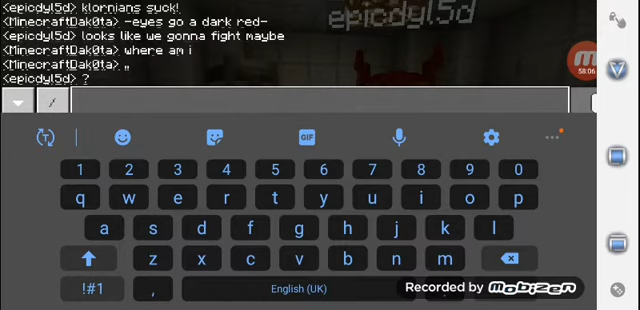 <epicdyl5d> klornians suck!
<MinecraftDak0ta> -eyes go a dark red-
<epicdyl5d> looks like we gonna fight maybe
<MinecraftDak0ta> where am i
<MinecraftDak0ta> ,,
<epicdyl5d> ?
epicdyl5d
58:06
/
T
GIF
1 2 3 4 5 6 7 8 9 0
q w e r t y u i o p
a s d f g h j k l
z x c v b n m
!#1 , English (UK)
Recorded by mobizen